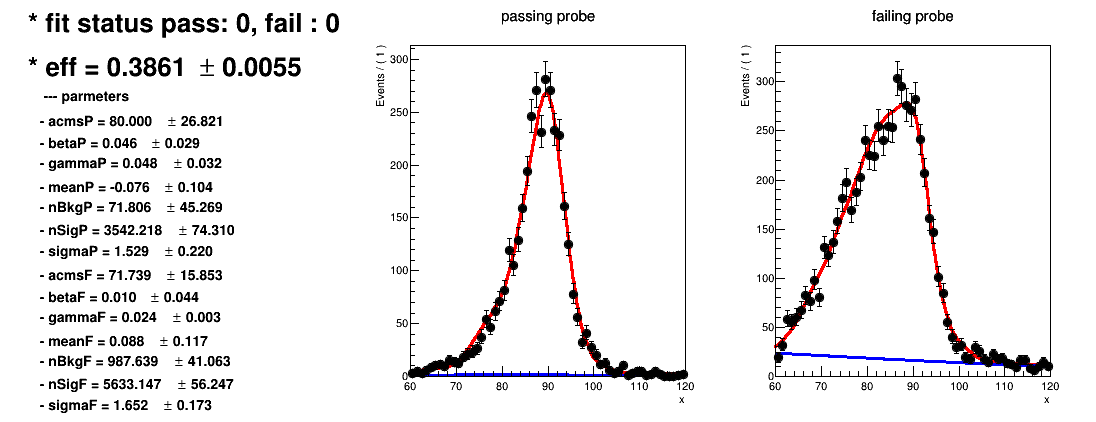 * fit status pass: 0, fail : 0
* eff = 0.3861 ± 0.0055
--- parmeters
- acmsP = 80.000 ± 26.821
- betaP = 0.046 ± 0.029
- gammaP = 0.048 ± 0.032
- meanP = -0.076 ± 0.104
- nBkgP = 71.806 ± 45.269
- nSigP = 3542.218 ± 74.310
- sigmaP = 1.529 ± 0.220
- acmsF = 71.739 ± 15.853
- betaF = 0.010 ± 0.044
- gammaF = 0.024 ± 0.003
- meanF = 0.088 ± 0.117
- nBkgF = 987.639 ± 41.063
- nSigF = 5633.147 ± 56.247
- sigmaF = 1.652 ± 0.173
passing probe
Events / ( 1 )
300
250
200
150
100
50
0
60 70 80 90 100 110 120
x
failing probe
Events / ( 1 )
300
250
200
150
100
50
0
60 70 80 90 100 110 120
x